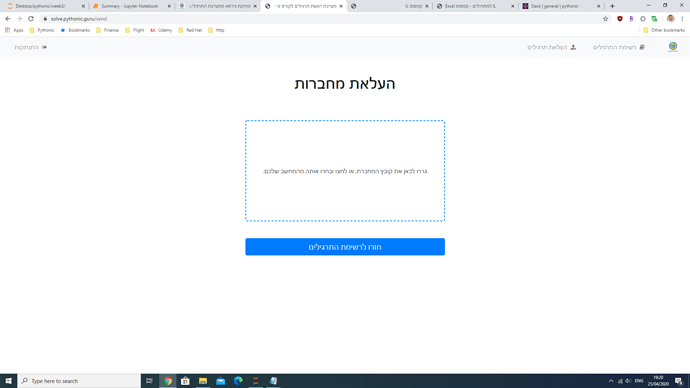 Desktop/pythonic/week3/
Summary - Jupyter Notebook
מערכת הגשת תרגילים לקורס פי
Slack | general | pythonic
solve.pythonic.guru/send
Apps
Pythonic
Bookmarks
Finance
Flight
Udemy
Red Hat
http
Other bookmarks
רשימת התרגילים
העלאת תרגילים
התנתקות
העלאת מחברות
גררו לכאן את קובץ המחברת, או לחצו ובחרו אותה מהמחשב שלכם.
חזרו לרשימת התרגילים
Type here to search
ENG
19:20
25/04/2020